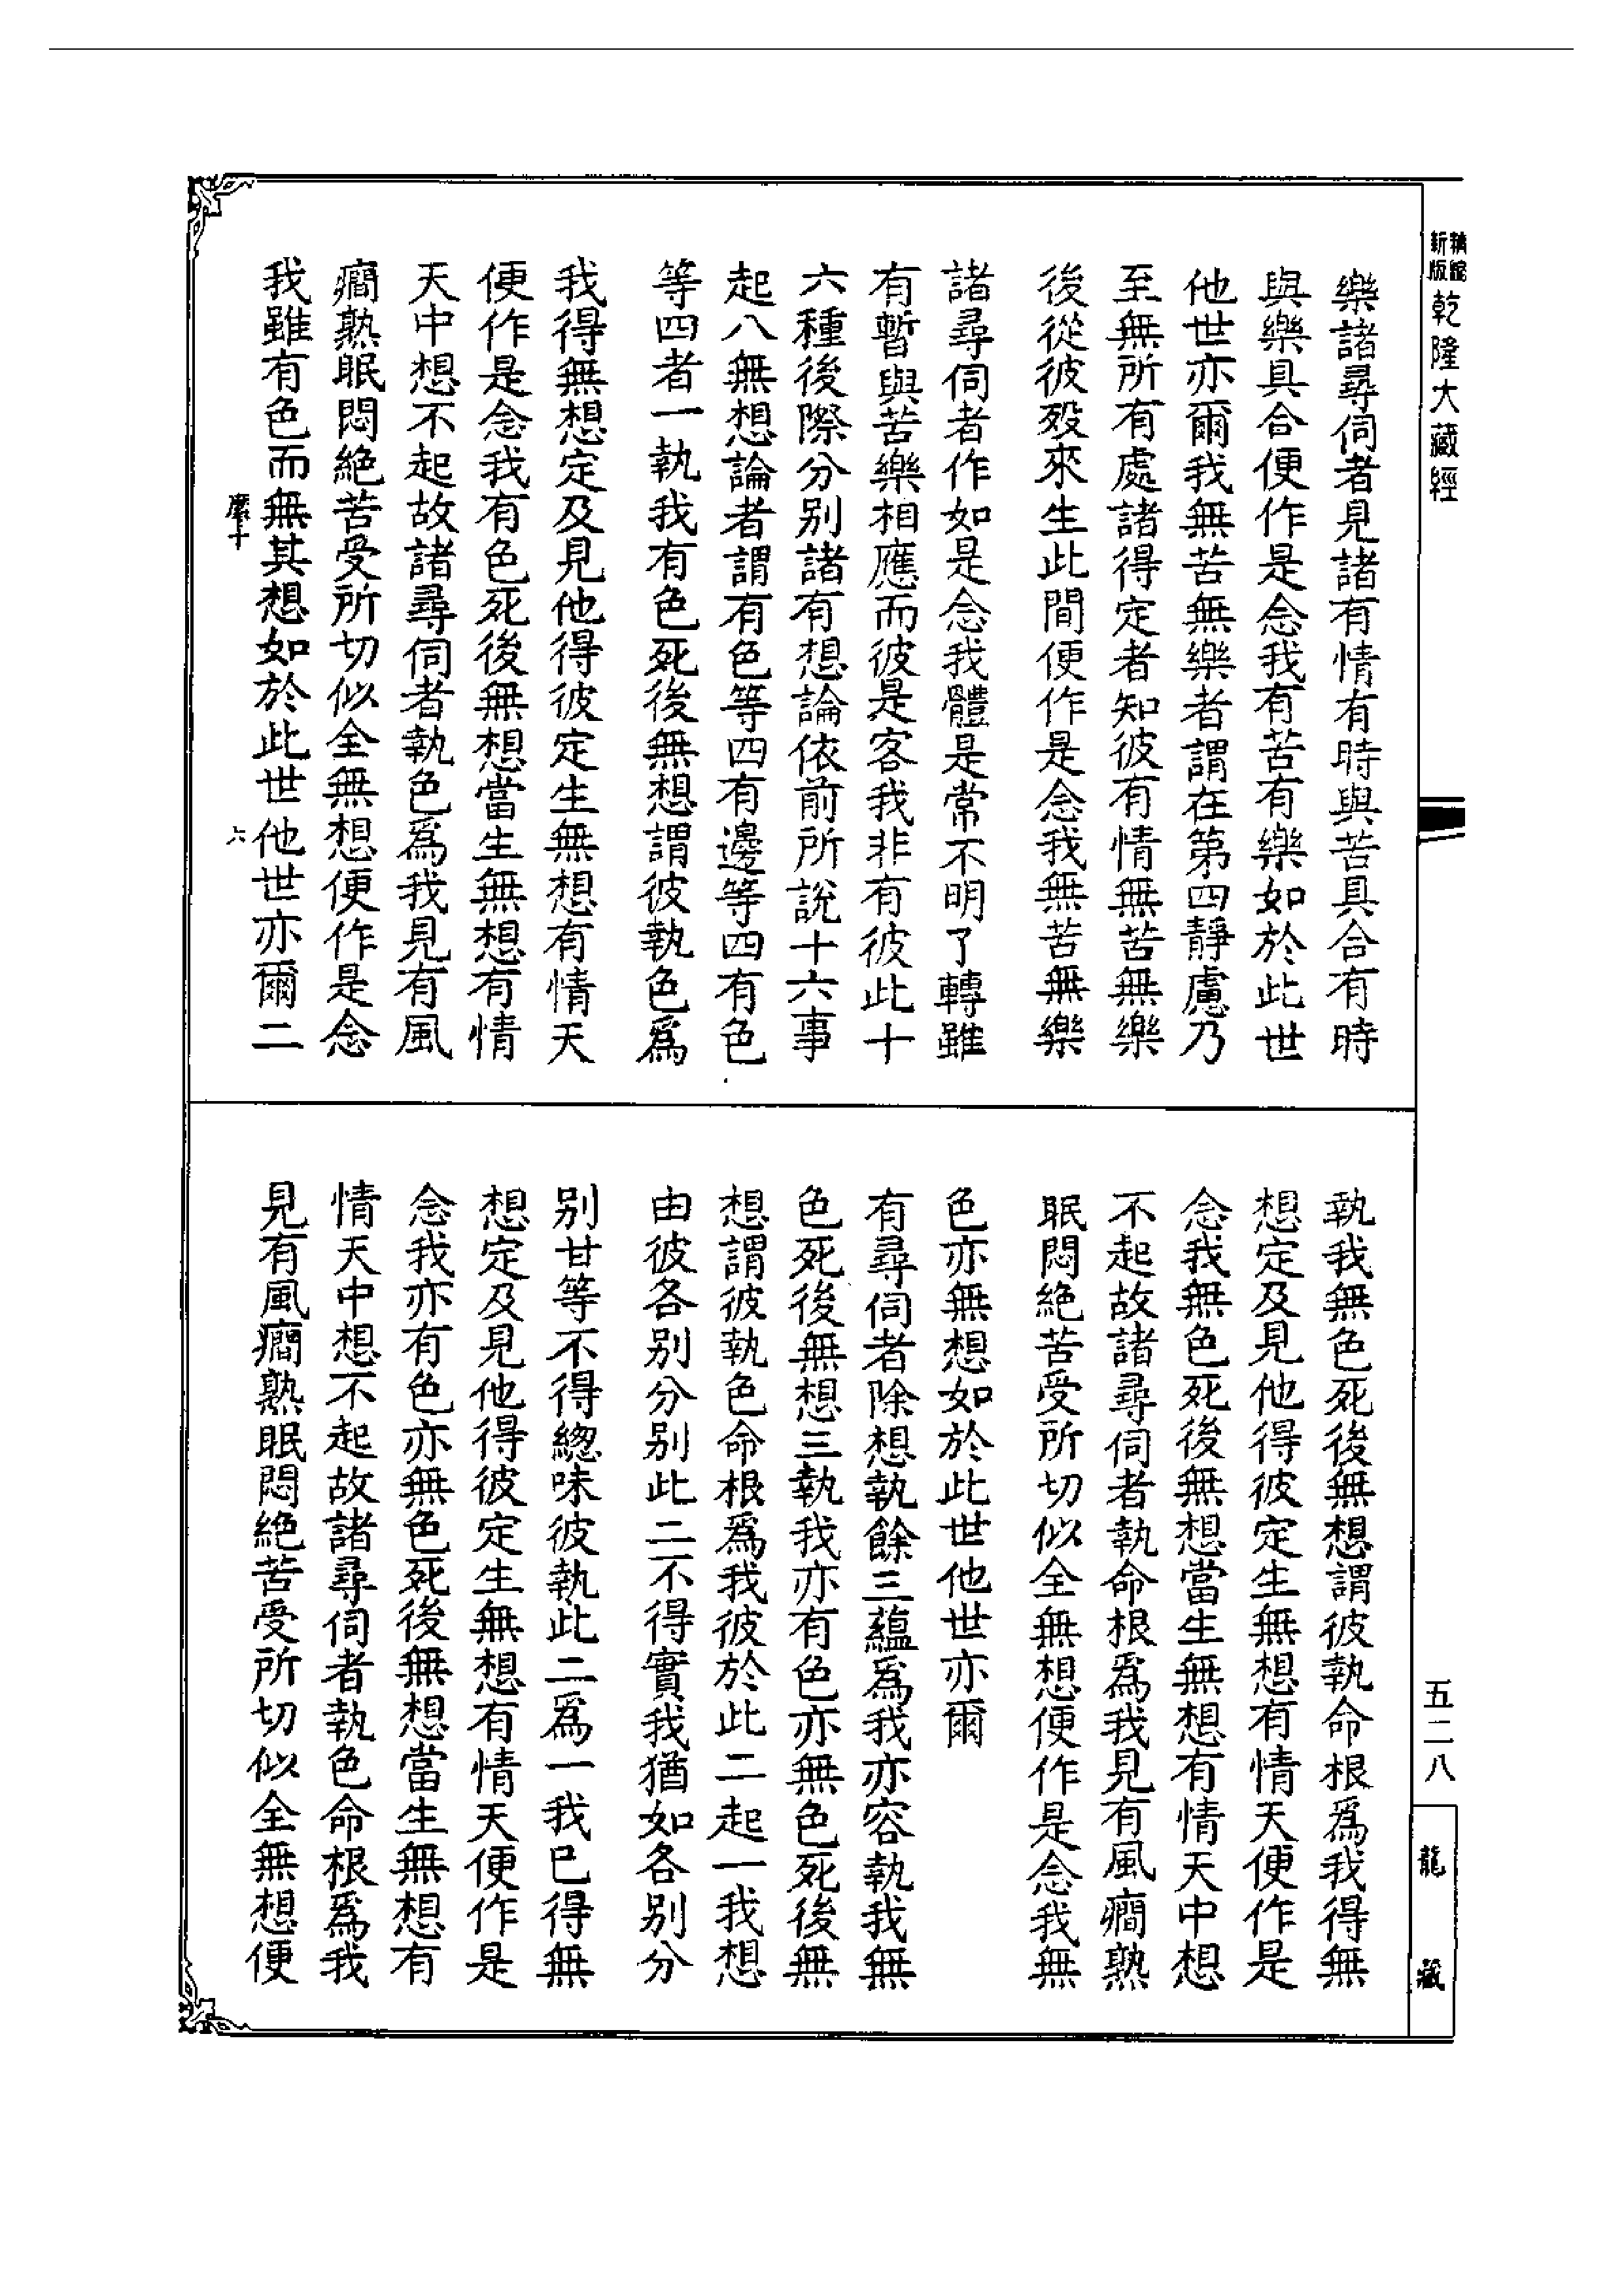 新版
精縮
乾隆大藏經
樂諸尋伺者見諸有情有時與苦具合有時
與樂具合便作是念我有苦有樂如於此世
他世亦爾我無苦無樂者謂在第四靜慮乃
至無所有處諸得定者知彼有情無苦無樂
後從彼歿來生此間便作是念我無苦無樂
諸尋伺者作如是念我體是常不明了轉雖
有暫與苦樂相應而彼是客我非有彼此十
六種後際分別諸有想論依前所說十六事
起八無想論者謂有色等四有邊等四有色
等四者一執我有色死後無想謂彼執色爲
我得無想定及見他得彼定生無想有情天
便作是念我有色死後無想當生無想有情
天中想不起故諸尋伺者執色爲我見有風
癎熟眠悶絕苦受所切似全無想便作是念
我雖有色而無其想如於此世他世亦爾二
摩十
六
執我無色死後無想謂彼執命根爲我得無
想定及見他得彼定生無想有情天便作是
念我無色死後無想當生無想有情天中想
不起故諸尋伺者執命根爲我見有風癎熟
眠悶絕苦受所切似全無想便作是念我無
色亦無想如於此世他世亦爾
有尋伺者除想執餘三蘊爲我亦容執我無
色死後無想三執我亦有色亦無色死後無
想謂彼執色命根爲我彼於此二起一我想
由彼各別分別此二不得實我猶如各別分
別甘等不得總味彼執此二爲一我已得無
想定及見他得彼定生無想有情天便作是
念我亦有色亦無色死後無想當生無想有
情天中想不起故諸尋伺者執色命根爲我
見有風癎熟眠悶絕苦受所切似全無想便
五二八
龍藏